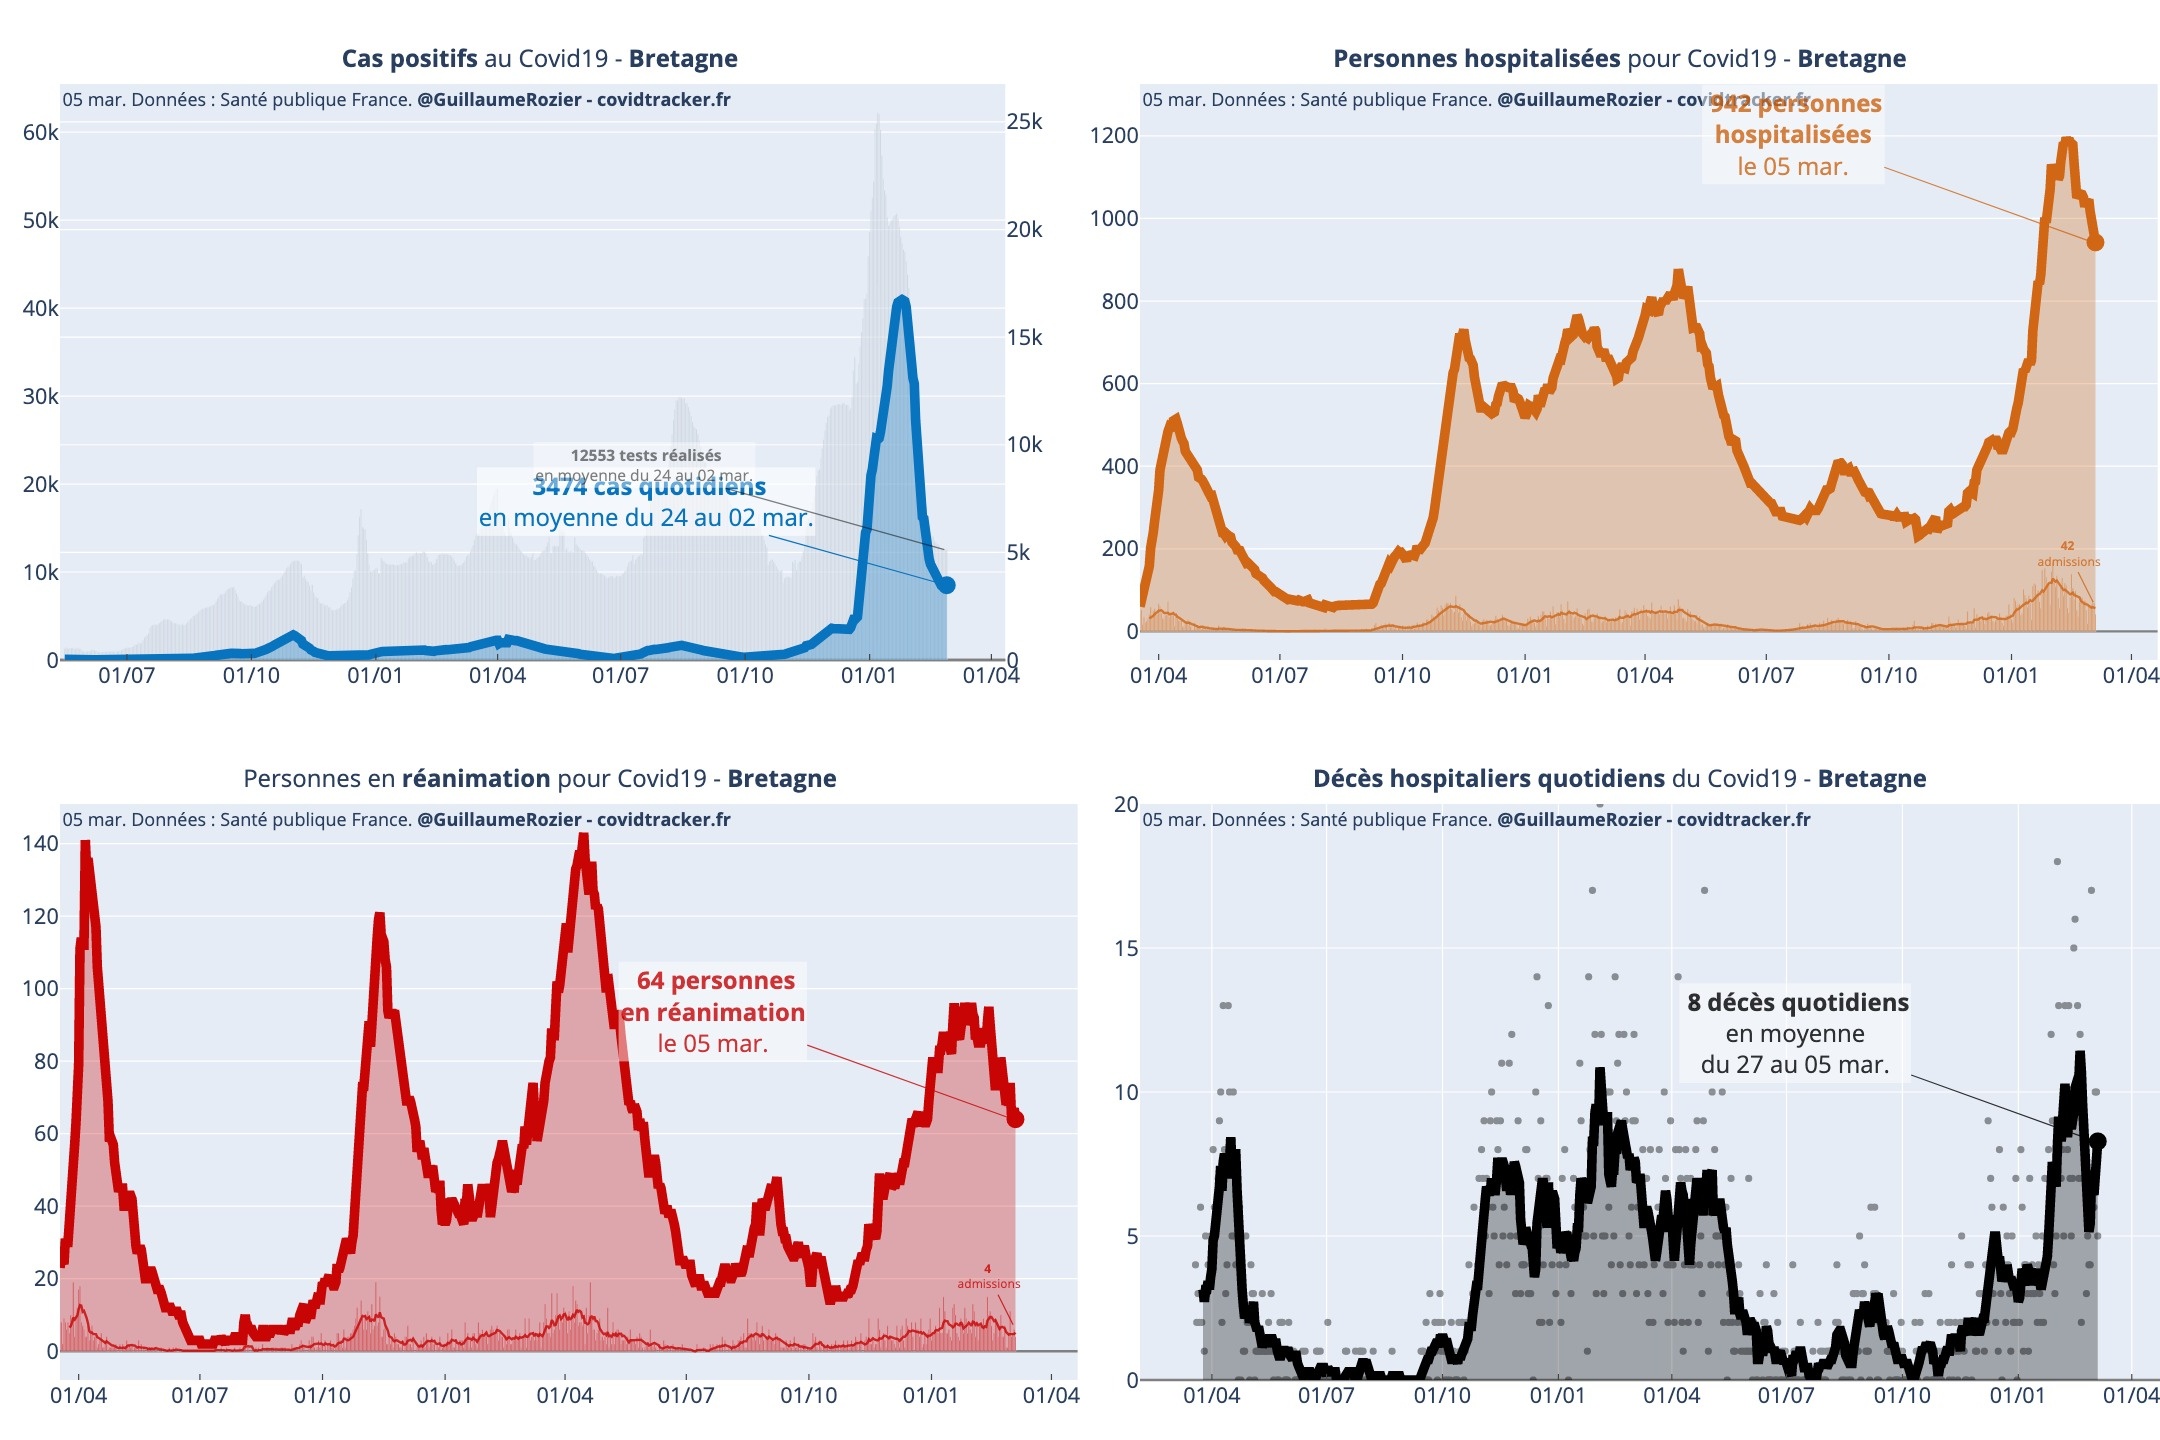 Cas positifs au Covid19 - Bretagne
05 mar. Données : Santé publique France. @GuillaumeRozier - covidtracker.fr
60k
50k
40k
30k
20k
10k
0
25k
20k
15k
10k
5k
0
12553 tests réalisés
en moyenne du 24 au 02 mar.
3474 cas quotidiens
en moyenne du 24 au 02 mar.
01/07 01/10 01/01 01/04 01/07 01/10 01/01 01/04
Personnes hospitalisées pour Covid19 - Bretagne
05 mar. Données : Santé publique France. @GuillaumeRozier - covidtracker.fr
942 personnes
hospitalisées
le 05 mar.
1200
1000
800
600
400
200
0
42
admissions
01/04 01/07 01/10 01/01 01/04 01/07 01/10 01/01 01/04
Personnes en réanimation pour Covid19 - Bretagne
05 mar. Données : Santé publique France. @GuillaumeRozier - covidtracker.fr
140
120
100
80
60
40
20
0
64 personnes
en réanimation
le 05 mar.
4
admissions
01/04 01/07 01/10 01/01 01/04 01/07 01/10 01/01 01/04
Décès hospitaliers quotidiens du Covid19 - Bretagne
05 mar. Données : Santé publique France. @GuillaumeRozier - covidtracker.fr
20
15
10
5
0
8 décès quotidiens
en moyenne
du 27 au 05 mar.
01/04 01/07 01/10 01/01 01/04 01/07 01/10 01/01 01/04